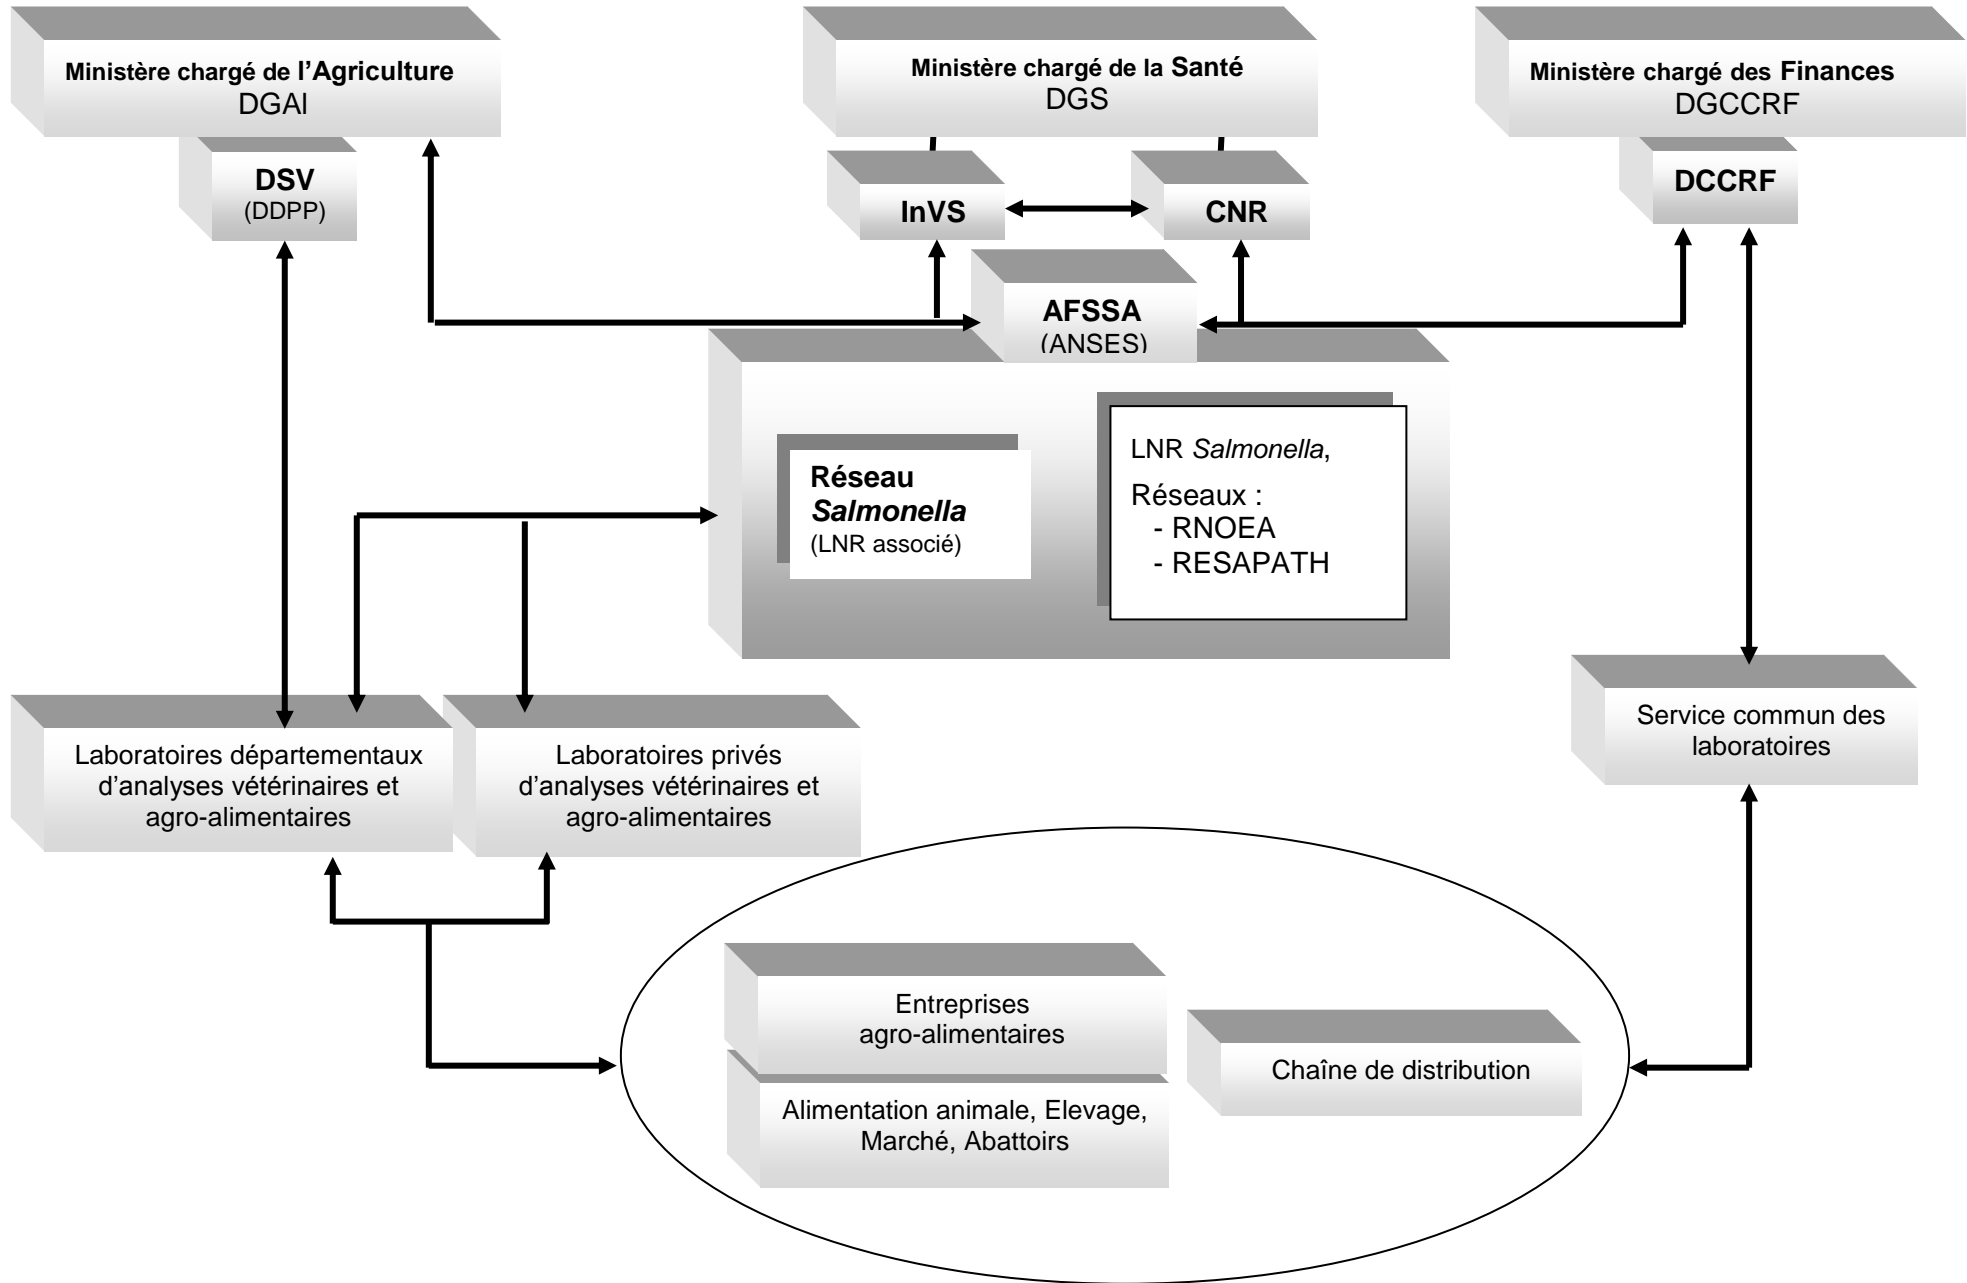 Ministère chargé de l’Agriculture
DGAl
Ministère chargé de la Santé
DGS
Ministère chargé des Finances
DGCCRF
DSV
(DDPP)
InVS
CNR
DCCRF
AFSSA
(ANSES)
Réseau
Salmonella
(LNR associé)
LNR Salmonella,
Réseaux :
- RNOEA
- RESAPATH
Laboratoires départementaux
d’analyses vétérinaires et
agro-alimentaires
Laboratoires privés
d’analyses vétérinaires et
agro-alimentaires
Service commun des
laboratoires
Entreprises
agro-alimentaires
Alimentation animale, Elevage,
Marché, Abattoirs
Chaîne de distribution